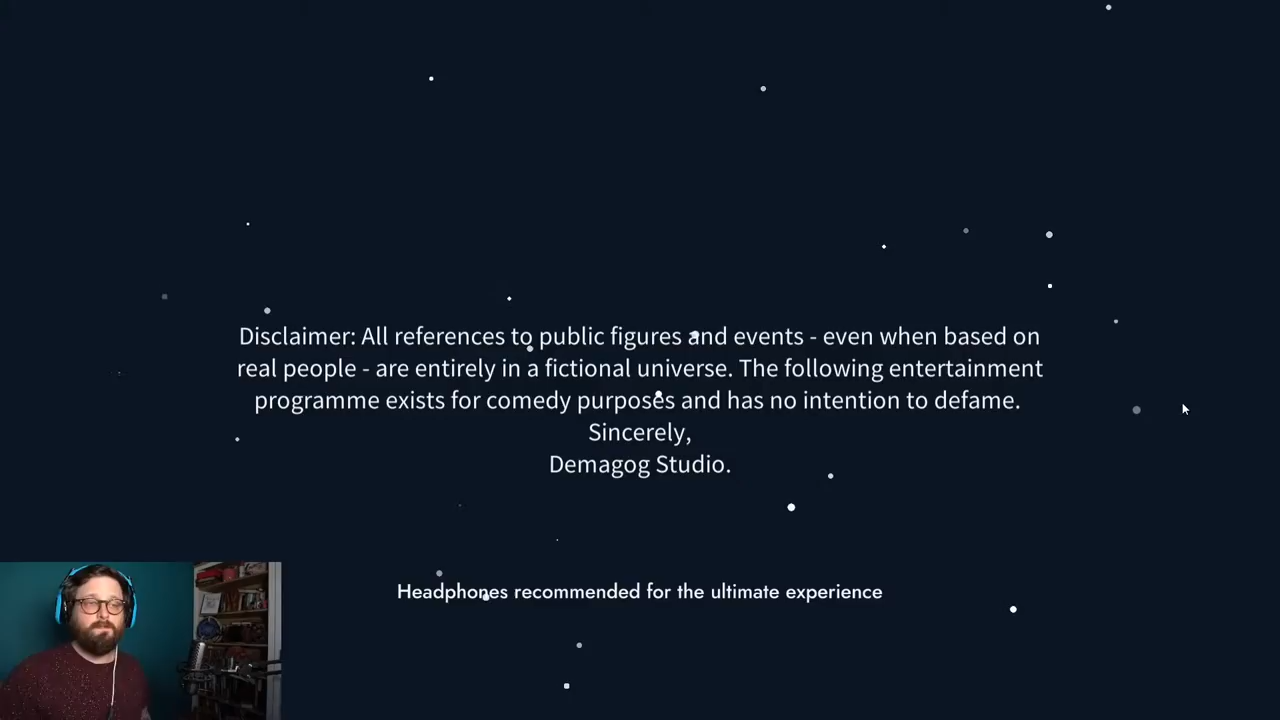 Disclaimer: All references to public figures and events - even when based on
real people - are entirely in a fictional universe. The following entertainment
programme exists for comedy purposes and has no intention to defame.
Sincerely,
Demagog Studio.
Headphones recommended for the ultimate experience